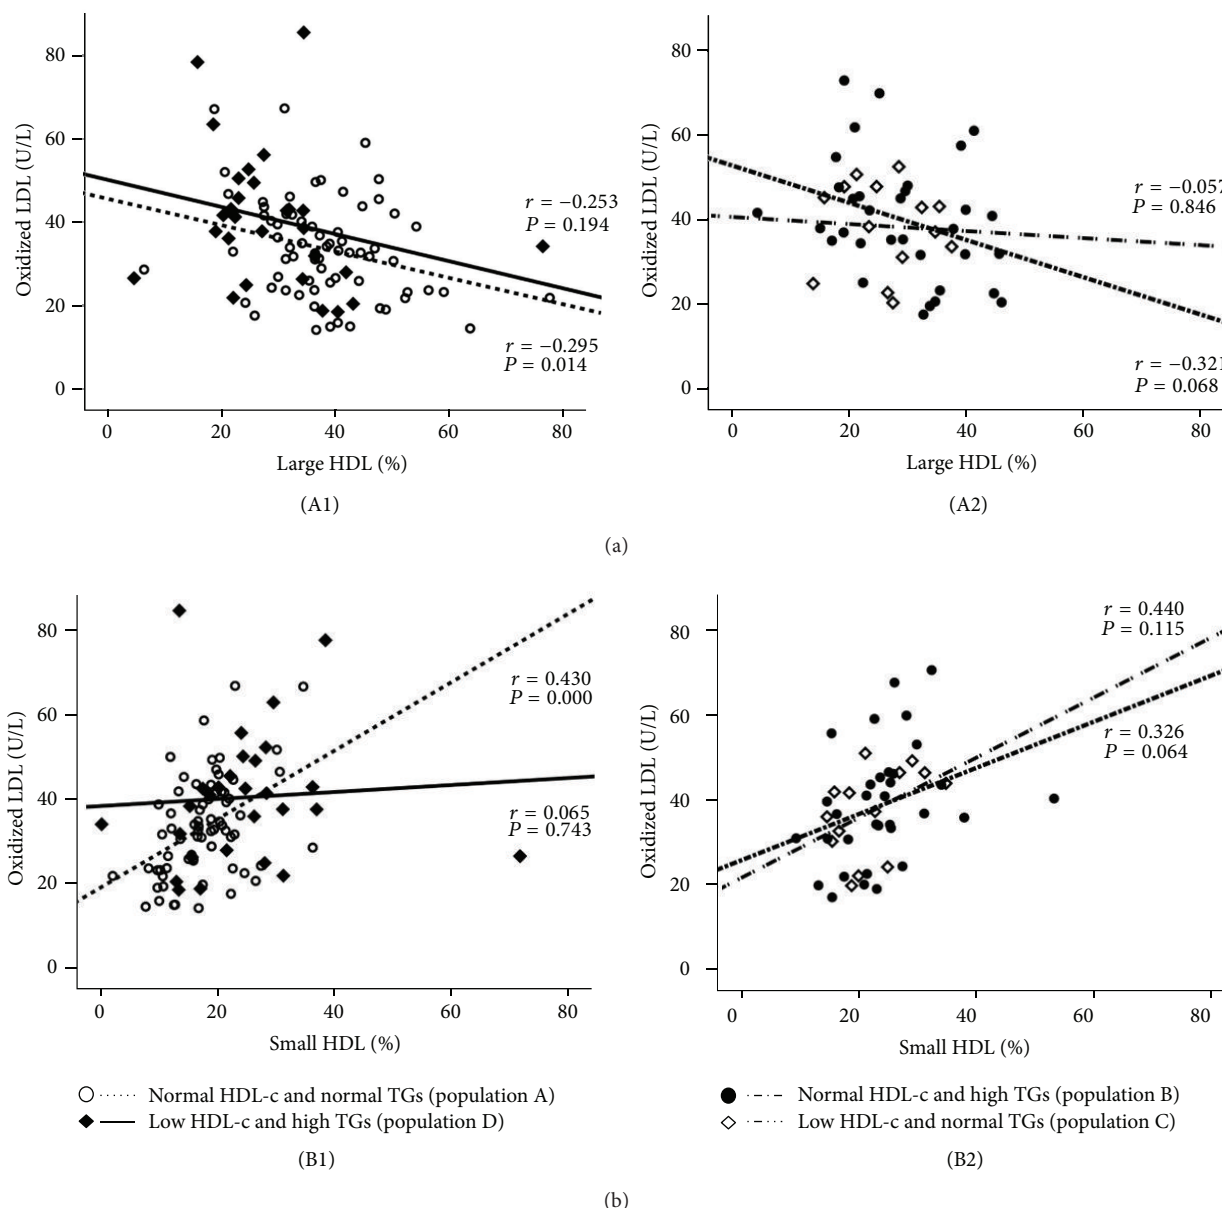 80
60
40
20
0
Oxidized LDL (U/L)
r = −0.253
P = 0.194
r = −0.295
P = 0.014
0 20 40 60 80
Large HDL (%)
(A1)
80
60
40
20
0
Oxidized LDL (U/L)
r = −0.057
P = 0.846
r = −0.321
P = 0.068
0 20 40 60 80
Large HDL (%)
(A2)
(a)
80
60
40
20
0
Oxidized LDL (U/L)
r = 0.430
P = 0.000
r = 0.065
P = 0.743
0 20 40 60 80
Small HDL (%)
Normal HDL-c and normal TGs (population A)
Low HDL-c and high TGs (population D)
(B1)
80
60
40
20
0
Oxidized LDL (U/L)
r = 0.440
P = 0.115
r = 0.326
P = 0.064
0 20 40 60 80
Small HDL (%)
Normal HDL-c and high TGs (population B)
Low HDL-c and normal TGs (population C)
(B2)
(b)